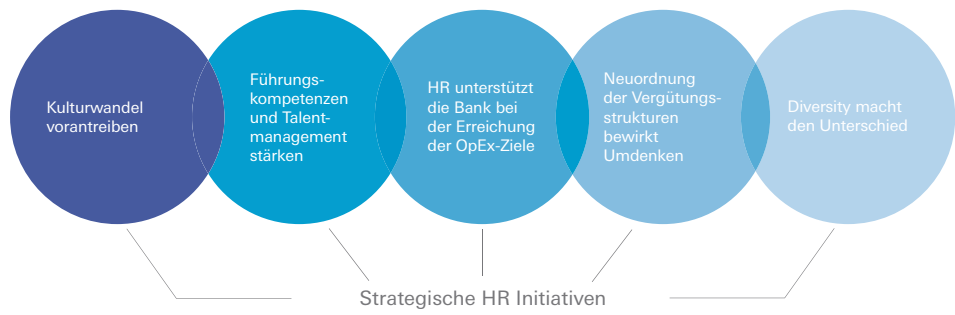 Kulturwandel
vorantreiben
Führungs-
kompetenzen
und Talent-
management
stärken
HR unterstützt
die Bank bei
der Erreichung
der OpEx-Ziele
Neuordnung
der Vergütungs-
strukturen
bewirkt
Umdenken
Diversity macht
den Unterschied
Strategische HR Initiativen